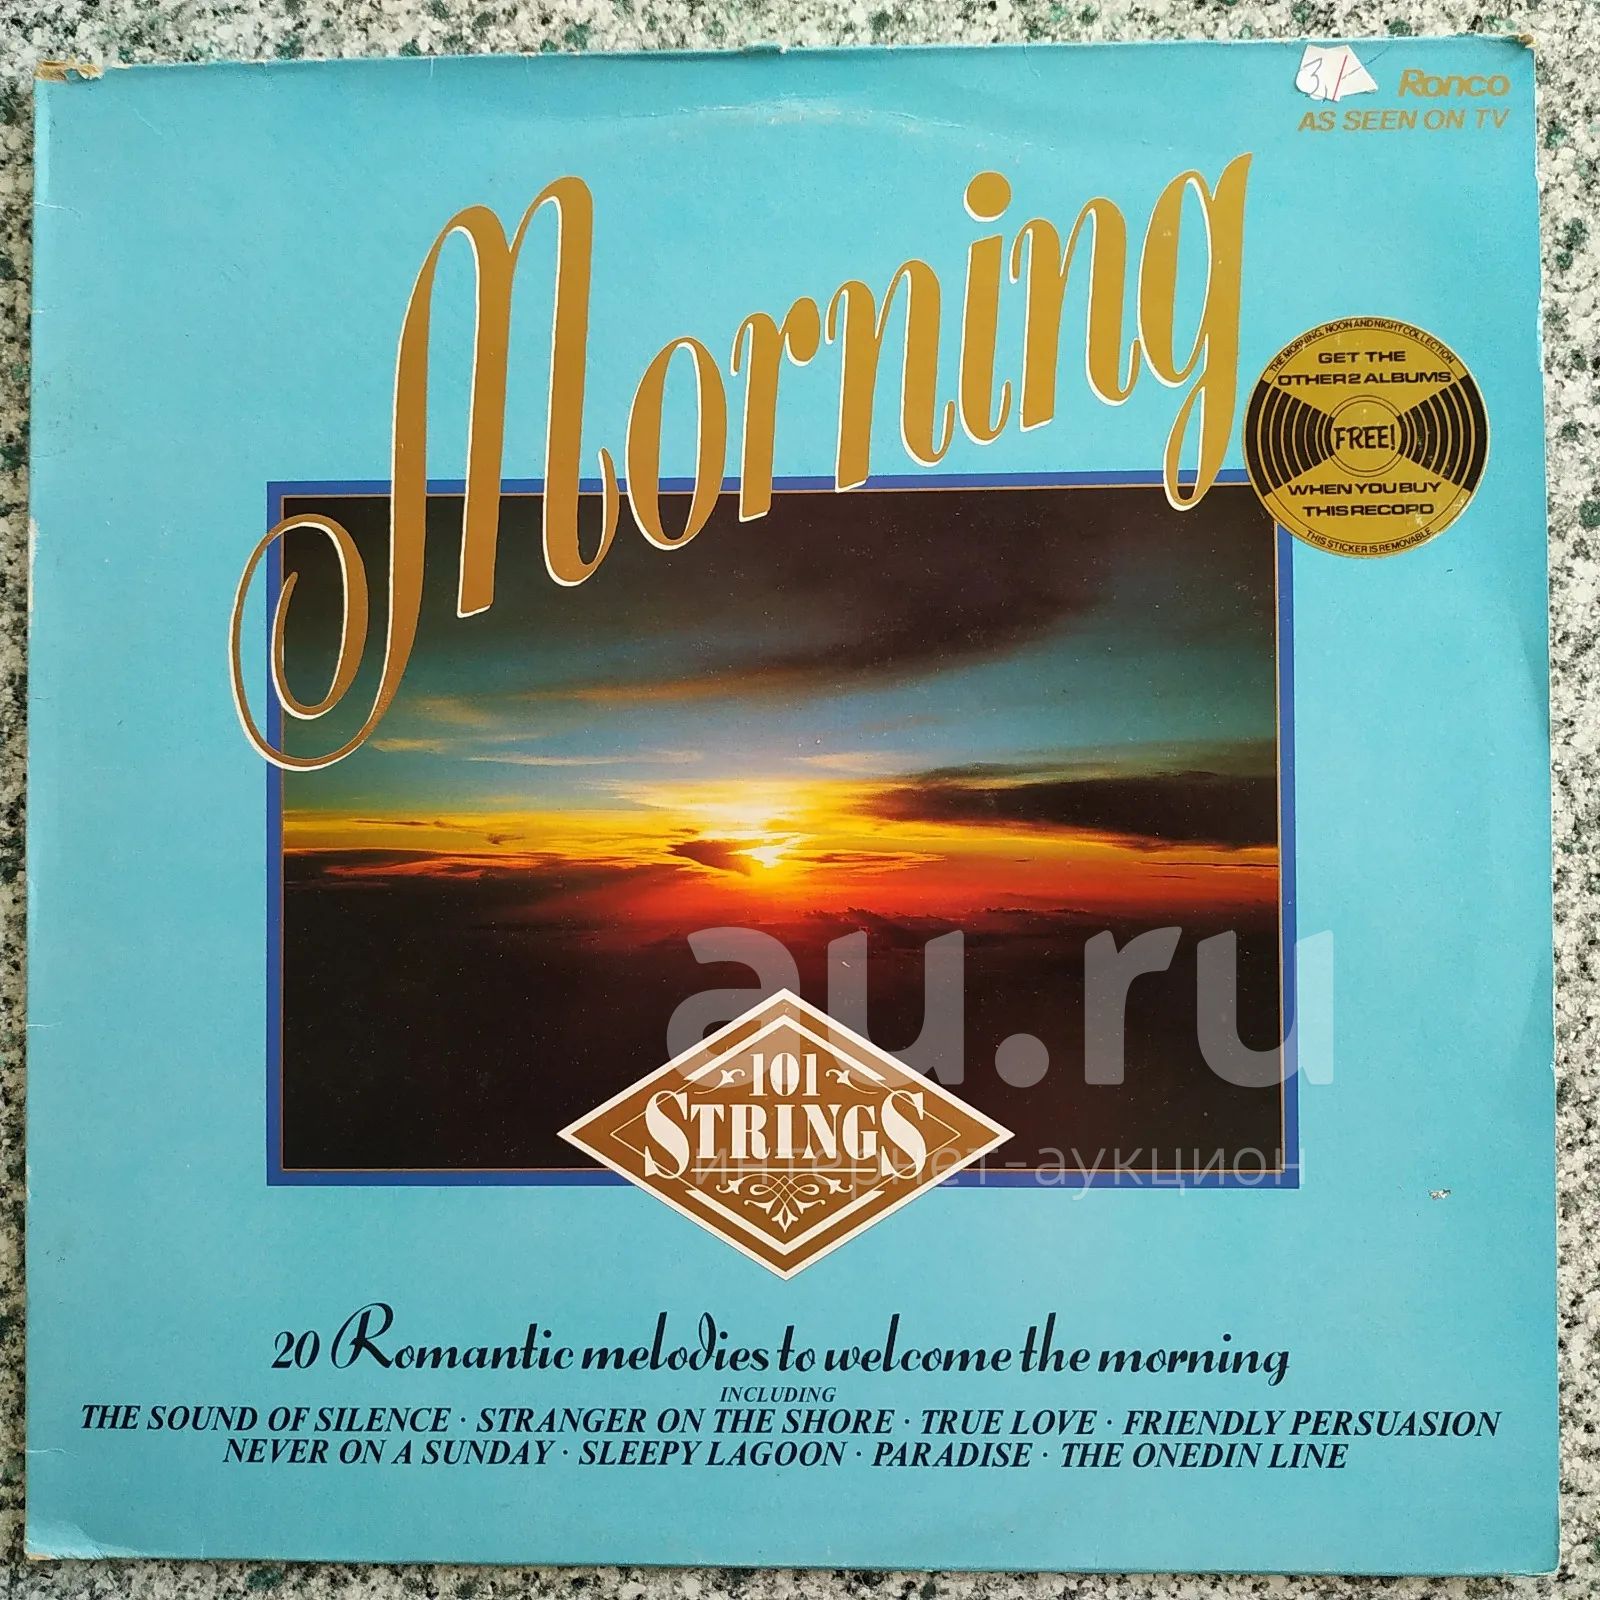 3,/-
Ronco
AS SEEN ON TV
Morning
THE MORNING, NOON AND NIGHT COLLECTION
GET THE
OTHER 2 ALBUMS
FREE!
WHEN YOU BUY
THIS RECORD
THIS STICKER IS REMOVABLE
au.ru
интернет-аукцион
101
STRINGS
20 Romantic melodies to welcome the morning
INCLUDING
THE SOUND OF SILENCE · STRANGER ON THE SHORE · TRUE LOVE · FRIENDLY PERSUASION
NEVER ON A SUNDAY · SLEEPY LAGOON · PARADISE · THE ONEDIN LINE